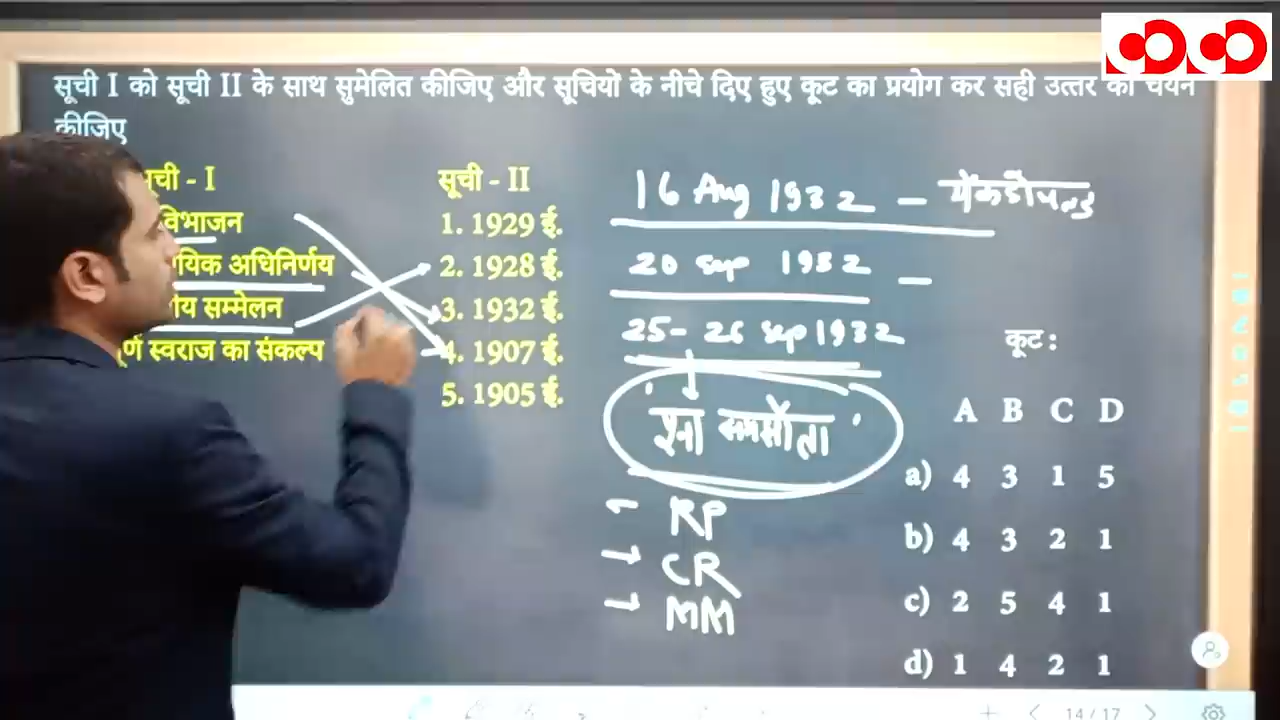 सूची I को सूची II के साथ सुमेलित कीजिए और सूचियों के नीचे दिए हुए कूट का प्रयोग कर सही उत्तर का चयन
कीजिए
सूची - II
विभाजन
1. 1929 ई.
अधिनिर्णय
2. 1928 ई.
सम्मेलन
3. 1932 ई.
स्वराज का संकल्प
4. 1907 ई.
5. 1905 ई.
16 Aug 1932 -
20 sep 1932 -
25- 26 sep 1932
पूना समझौता
RP
CR
MM
कूट :
A B C D
a) 4 3 1 5
b) 4 3 2 1
c) 2 5 4 1
d) 1 4 2 1
14 / 17